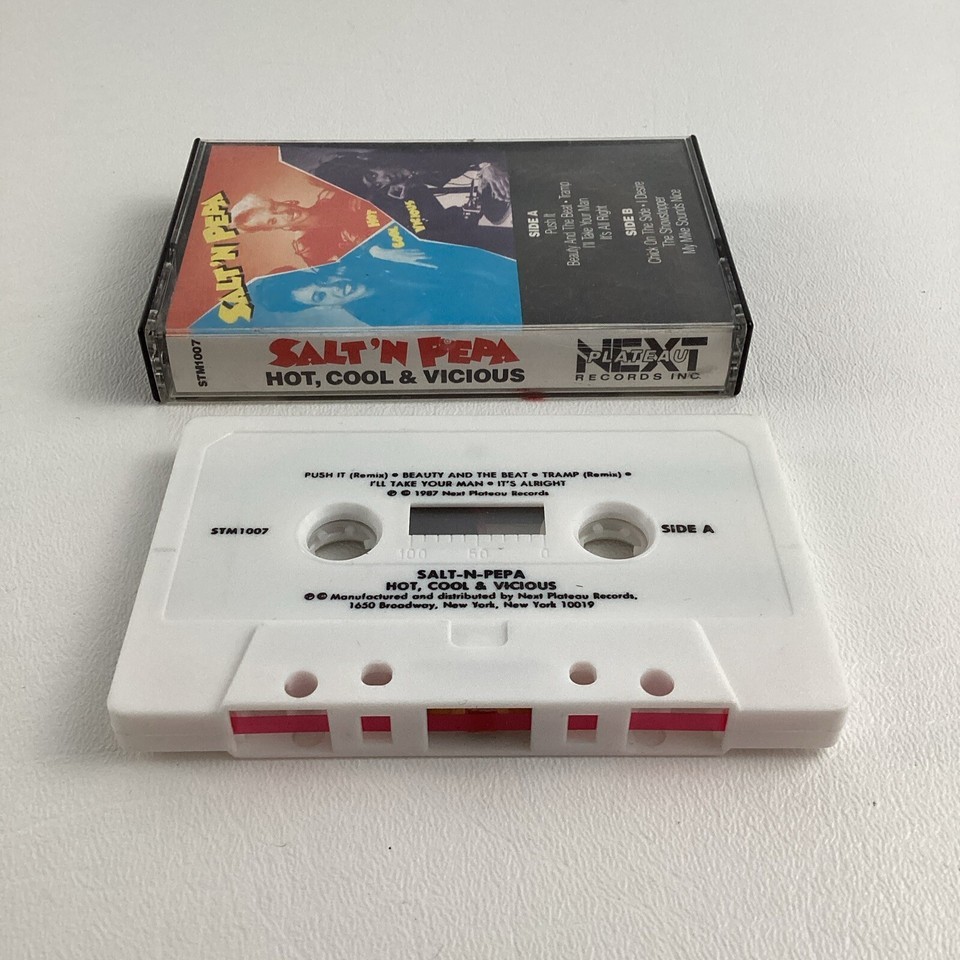 SALT 'N PEPA
HOT
COOL
VICIOUS
SIDE A
Push It
Beauty And The Beat • Tramp
I'll Take Your Man
It's All Right
SIDE B
Chick On The Side • I Desire
The Showstopper
My Mike Sounds Nice
STM1007
SALT 'N PEPA
HOT, COOL & VICIOUS
NEXT
PLATEAU
RECORDS INC.
PUSH IT (Remix) • BEAUTY AND THE BEAT • TRAMP (Remix) •
I'LL TAKE YOUR MAN • IT'S ALRIGHT
℗ © 1987 Next Plateau Records
STM1007
SIDE A
100 50 0
SALT-N-PEPA
HOT, COOL & VICIOUS
℗ © Manufactured and distributed by Next Plateau Records,
1650 Broadway, New York, New York 10019